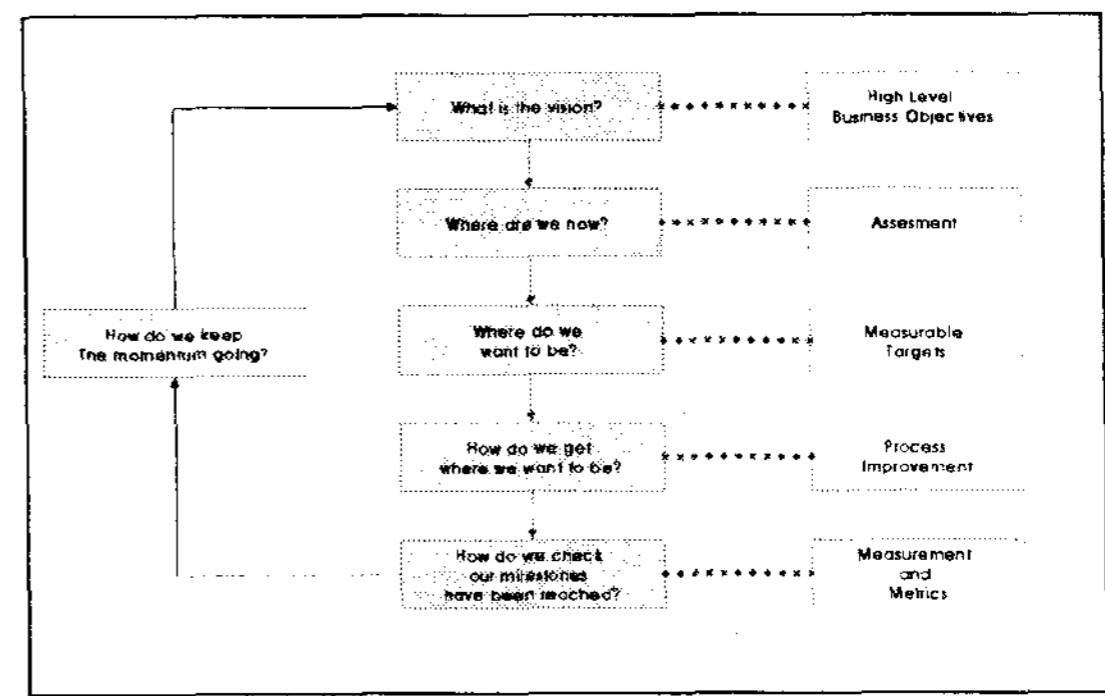 What is the vision?
High Level
Business Objectives
Where are we now?
Assesment
How do we keep
The momentum going?
Where do we
want to be?
Measurable
Targets
How do we get
where we want to be?
Process
Improvement
How do we check
our milestones
have been reached?
Measurement
and
Metrics